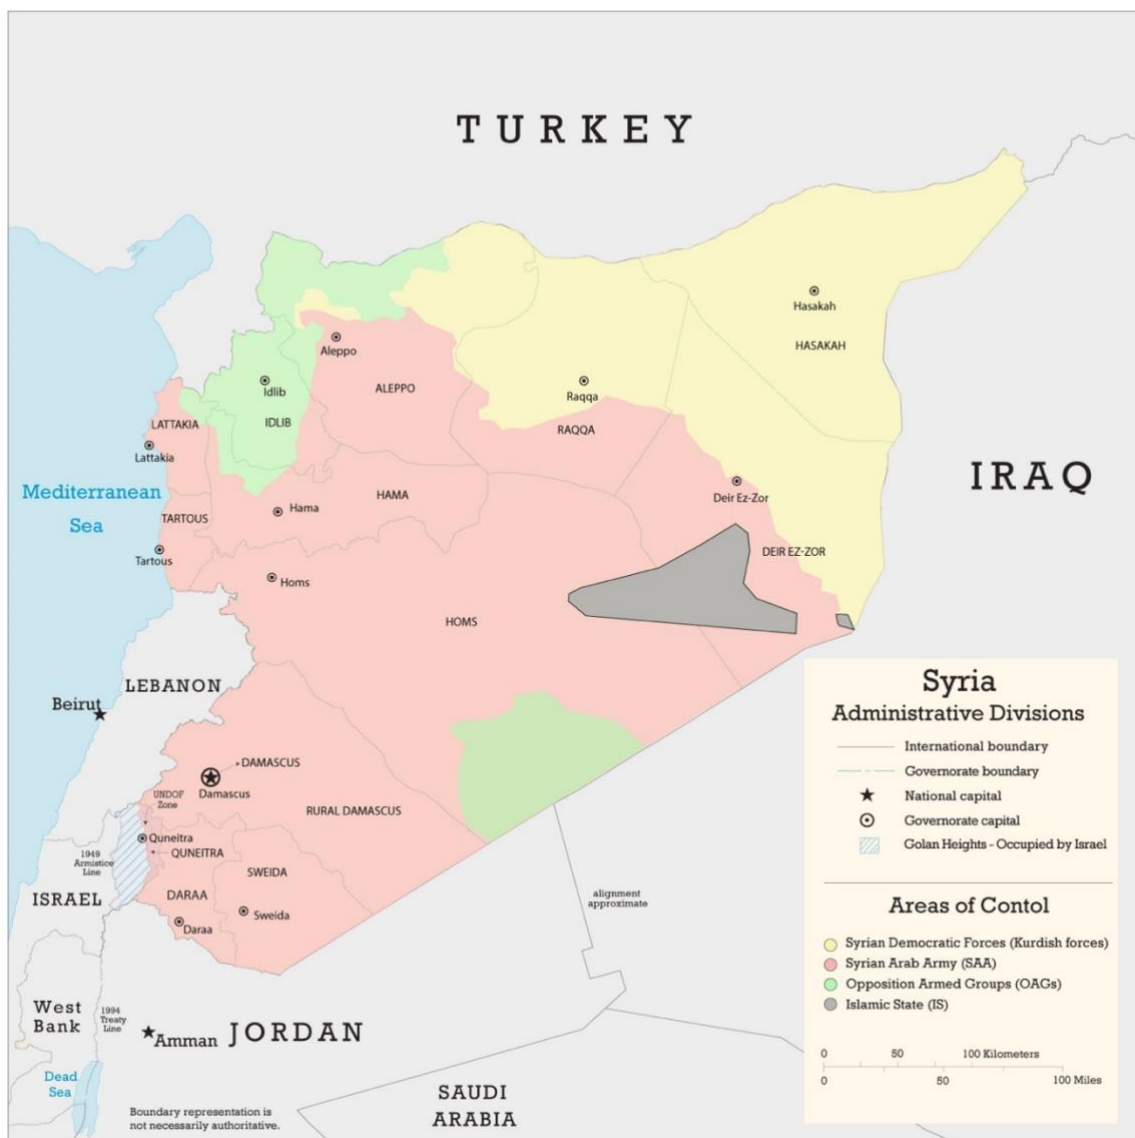 TURKEY
Hasakah
HASAKAH
Aleppo
ALEPPO
Idlib
IDLIB
Raqqa
RAQQA
LATTAKIA
Lattakia
IRAQ
Mediterranean
Sea
HAMA
Hama
Deir Ez-Zor
DEIR EZ-ZOR
TARTOUS
Tartous
Homs
HOMS
LEBANON
Beirut
DAMASCUS
Damascus
UNDOF
Zone
RURAL DAMASCUS
Quneitra
QUNEITRA
1949
Armistice
Line
SWEIDA
DARAA
ISRAEL
Sweida
Daraa
alignment
approximate
West
Bank
1994
Treaty
Line
Amman
JORDAN
Dead
Sea
SAUDI
ARABIA
Boundary representation is
not necessarily authoritative.
Syria
Administrative Divisions
International boundary
Governorate boundary
National capital
Governorate capital
Golan Heights - Occupied by Israel
Areas of Contol
Syrian Democratic Forces (Kurdish forces)
Syrian Arab Army (SAA)
Opposition Armed Groups (OAGs)
Islamic State (IS)
0 50 100 Kilometers
0 50 100 Miles